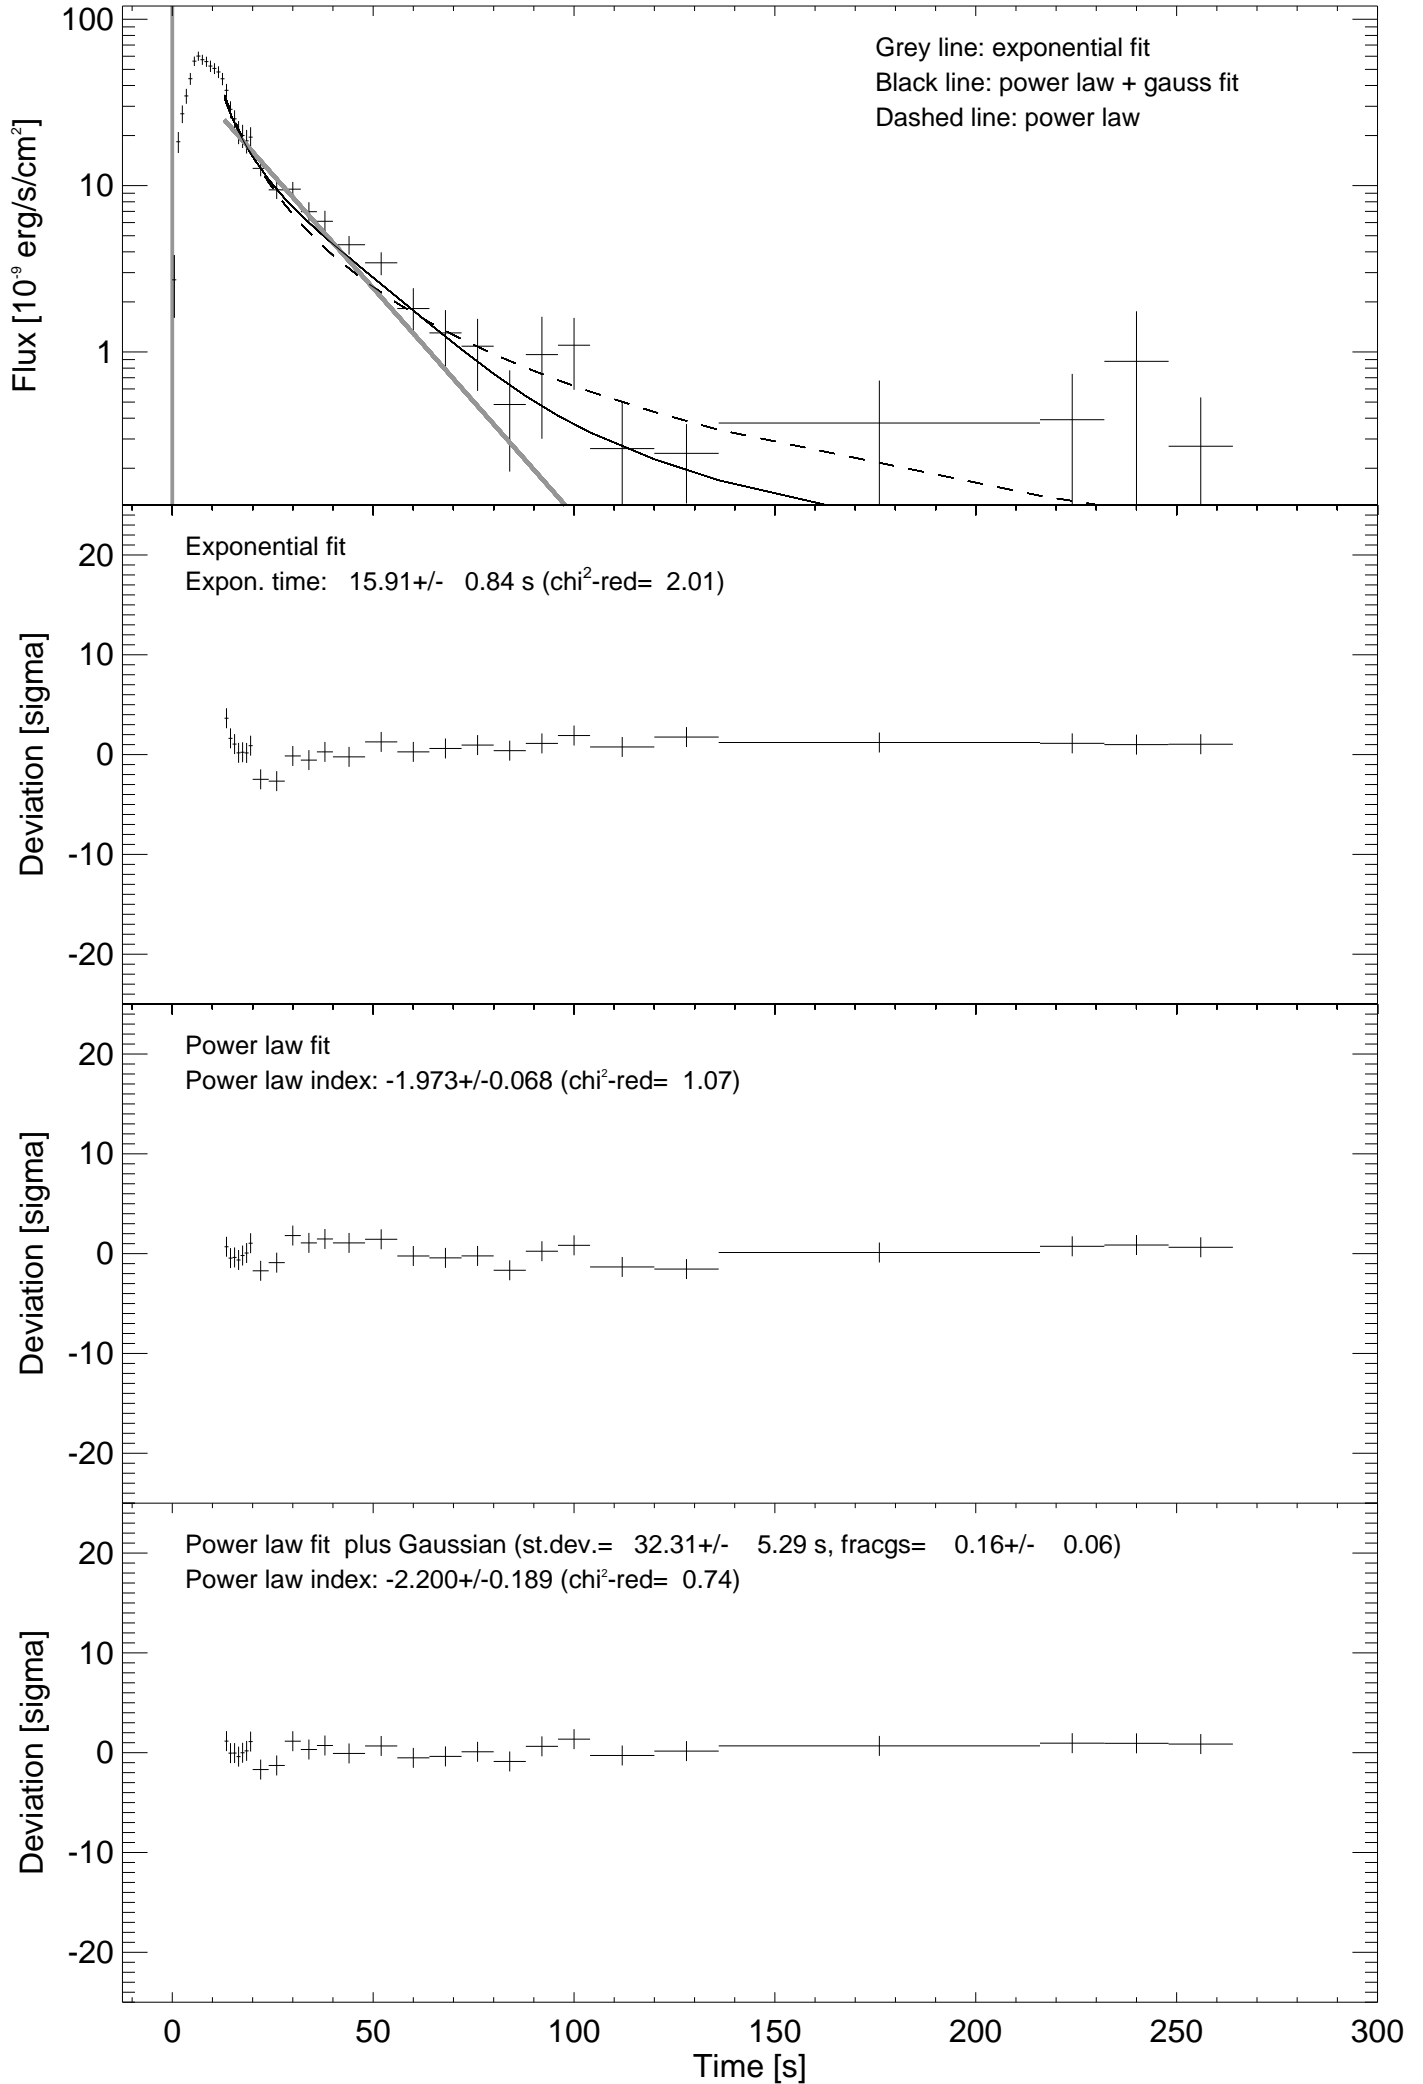 100
10
1
Flux [10⁻⁹ erg/s/cm²]
Grey line: exponential fit
Black line: power law + gauss fit
Dashed line: power law
20
10
0
-10
-20
Deviation [sigma]
Exponential fit
Expon. time: 15.91+/- 0.84 s (chi²-red= 2.01)
20
10
0
-10
-20
Deviation [sigma]
Power law fit
Power law index: -1.973+/-0.068 (chi²-red= 1.07)
20
10
0
-10
-20
Deviation [sigma]
Power law fit plus Gaussian (st.dev.= 32.31+/- 5.29 s, fracgs= 0.16+/- 0.06)
Power law index: -2.200+/-0.189 (chi²-red= 0.74)
0 50 100 150 200 250 300
Time [s]